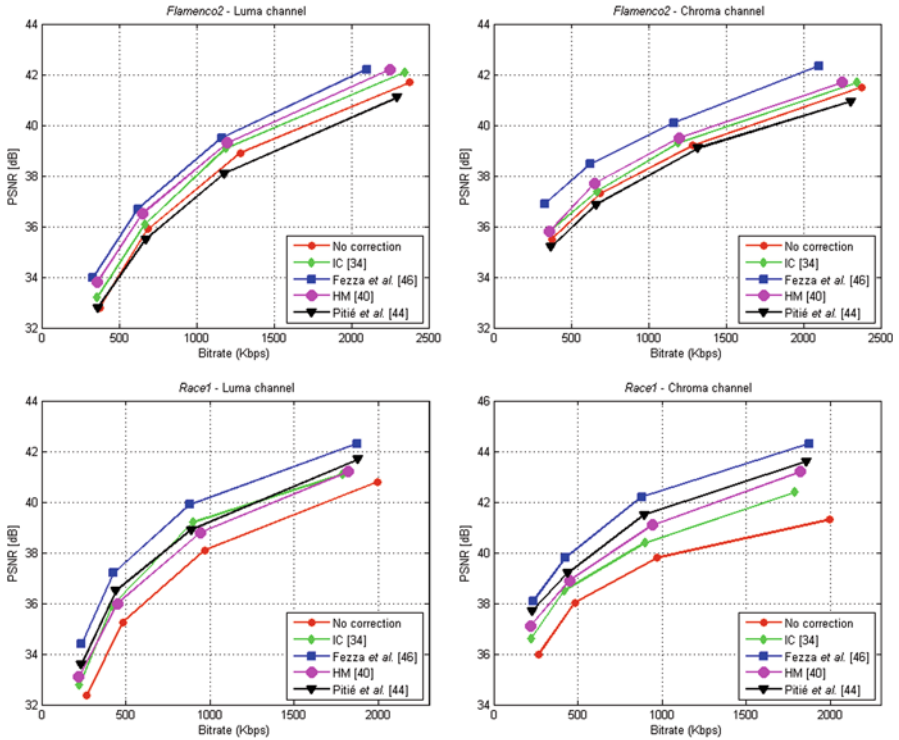 Flamenco2 - Luma channel
44
42
40
38
36
34
32
PSNR [dB]
0 500 1000 1500 2000 2500
Bitrate (Kbps)
No correction
IC [34]
Fezza et al. [46]
HM [40]
Pitié et al. [44]
Flamenco2 - Chroma channel
44
42
40
38
36
34
32
PSNR [dB]
0 500 1000 1500 2000 2500
Bitrate (Kbps)
No correction
IC [34]
Fezza et al. [46]
HM [40]
Pitié et al. [44]
Race1 - Luma channel
44
42
40
38
36
34
32
PSNR [dB]
0 500 1000 1500 2000
Bitrate (Kbps)
No correction
IC [34]
Fezza et al. [46]
HM [40]
Pitié et al. [44]
Race1 - Chroma channel
46
44
42
40
38
36
34
PSNR [dB]
0 500 1000 1500 2000
Bitrate (Kbps)
No correction
IC [34]
Fezza et al. [46]
HM [40]
Pitié et al. [44]